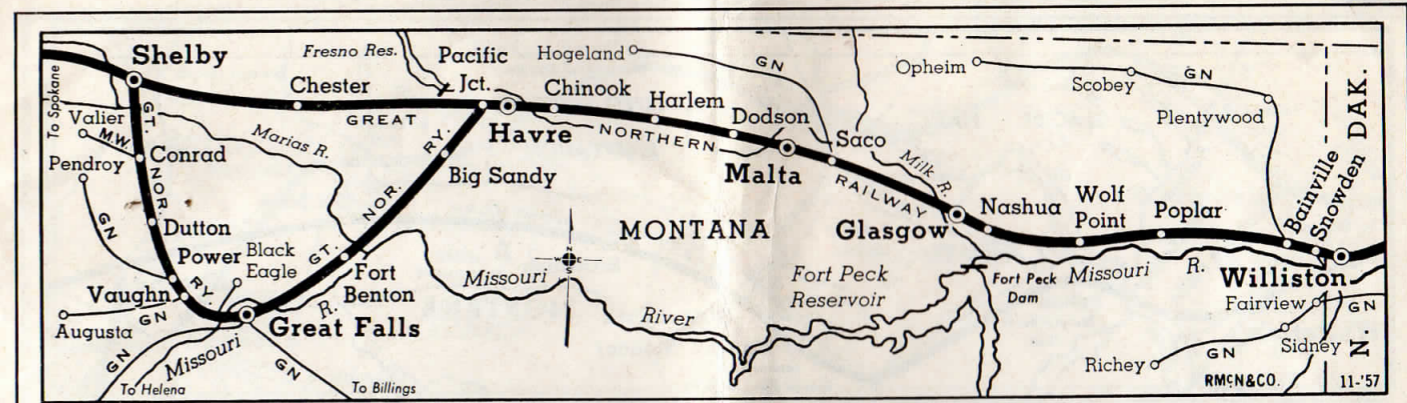 Shelby
Fresno Res.
Pacific
Jct.
Hogeland
GN
Opheim
Scobey
GN
Plentywood
To Spokane
Valier
M.W.
Pendroy
GT. NOR. RY.
Chester
GREAT NORTHERN RAILWAY
Chinook
Harlem
Dodson
Saco
Havre
Malta
Milk R.
Marias R.
Conrad
Big Sandy
GT. NOR. RY.
Dutton
GN
Power
Black
Eagle
Vaughn
Augusta
GN
Great Falls
Fort
Benton
MONTANA
N
W E
S
Glasgow
Nashua
Wolf
Point
Poplar
Bainville
Snowden
N. DAK.
Williston
Missouri R.
Missouri
River
Fort Peck
Reservoir
Fort Peck
Dam
Missouri R.
Fairview
GN
Sidney
Richey
GN
GN
To Helena
GN
To Billings
RMCN&CO.
11-'57